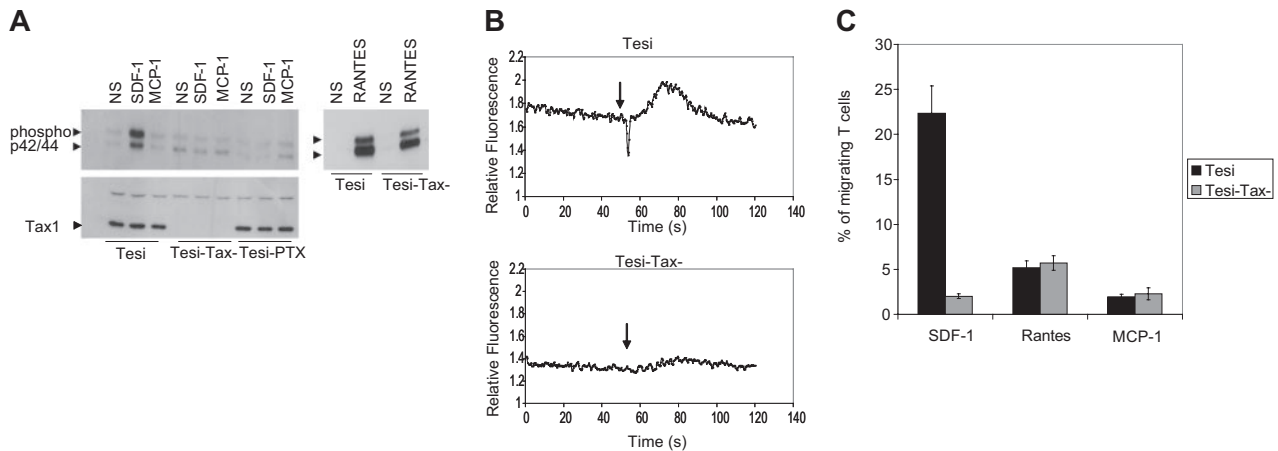 A
NS
SDF-1
MCP-1
NS
SDF-1
MCP-1
NS
SDF-1
MCP-1
NS
RANTES
NS
RANTES
phospho
p42/44
Tax1
Tesi
Tesi-Tax-
Tesi-PTX
Tesi
Tesi-Tax-
B
Tesi
Relative Fluorescence
2.2
2
1.8
1.6
1.4
1.2
1
0 20 40 60 80 100 120 140
Time (s)
Tesi-Tax-
Relative Fluorescence
2.2
2
1.8
1.6
1.4
1.2
1
0 20 40 60 80 100 120 140
Time (s)
C
% of migrating T cells
30
25
20
15
10
5
0
SDF-1 Rantes MCP-1
Tesi
Tesi-Tax-